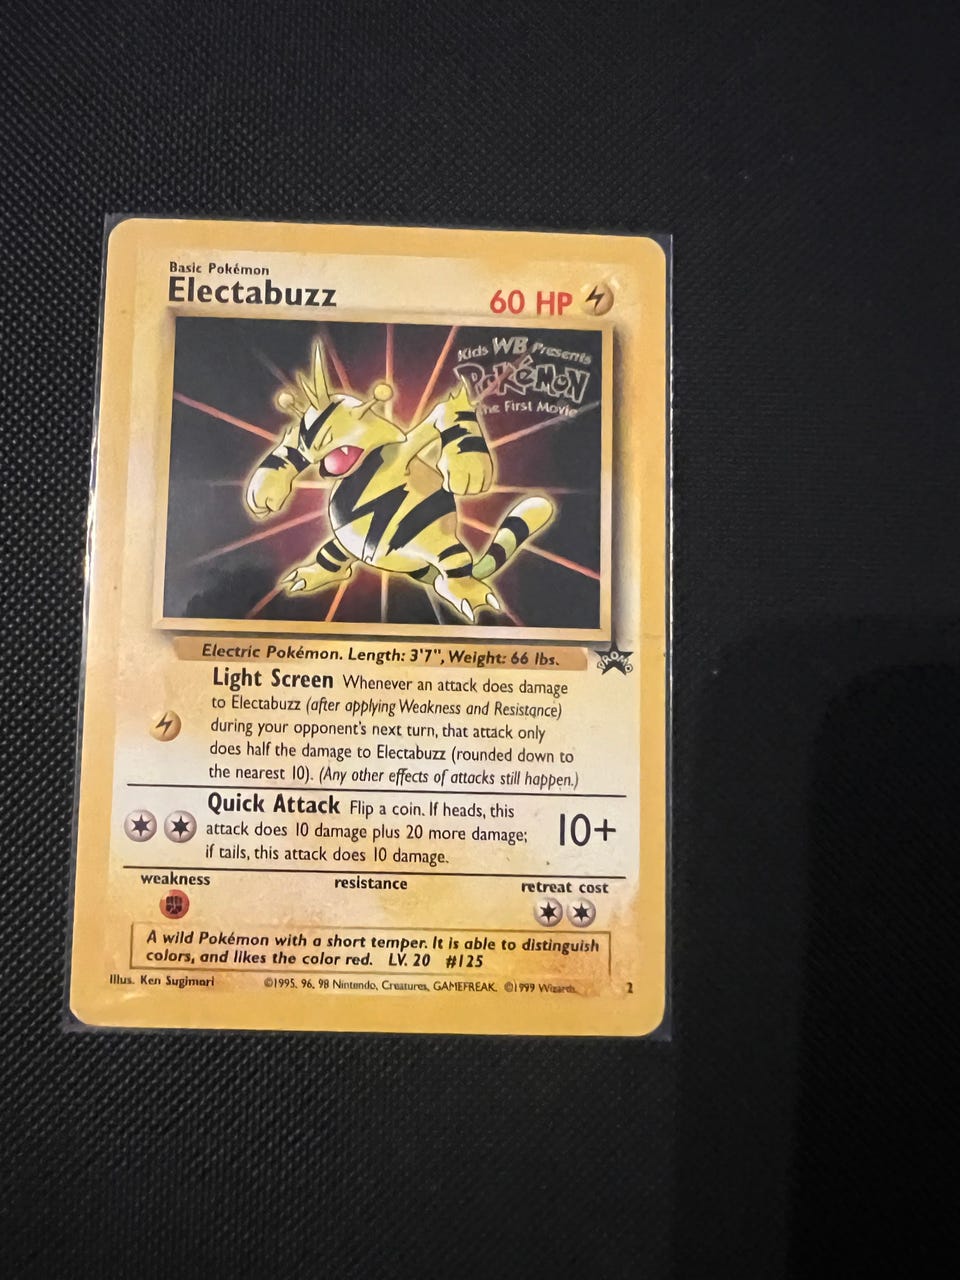 Basic Pokémon
Electabuzz
60 HP
Kids WB Presents
POKéMON
The First Movie
Electric Pokémon. Length: 3'7", Weight: 66 lbs.
PROMO
Light Screen Whenever an attack does damage
to Electabuzz (after applying Weakness and Resistance)
during your opponent's next turn, that attack only
does half the damage to Electabuzz (rounded down to
the nearest 10). (Any other effects of attacks still happen.)
Quick Attack Flip a coin. If heads, this
attack does 10 damage plus 20 more damage;
if tails, this attack does 10 damage.
10+
weakness
resistance
retreat cost
A wild Pokémon with a short temper. It is able to distinguish
colors, and likes the color red. LV. 20 #125
Illus. Ken Sugimori
©1995, 96, 98 Nintendo, Creatures, GAMEFREAK. ©1999 Wizards.
2